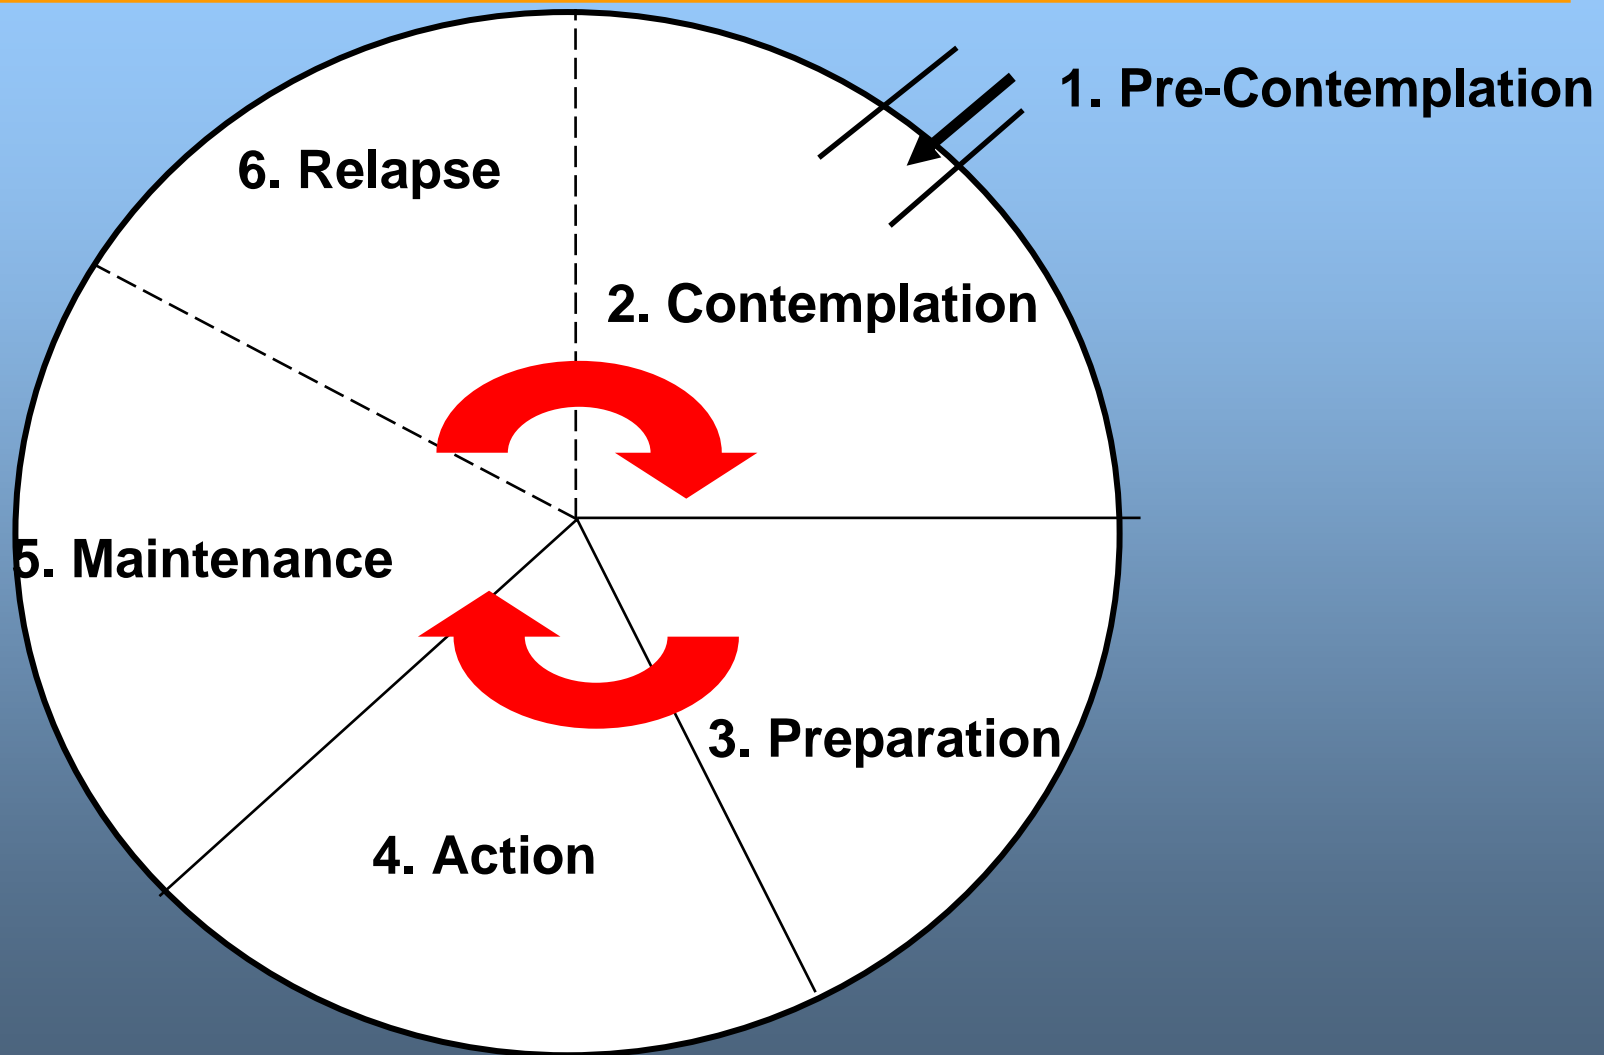 1. Pre-Contemplation
6. Relapse
2. Contemplation
5. Maintenance
3. Preparation
4. Action